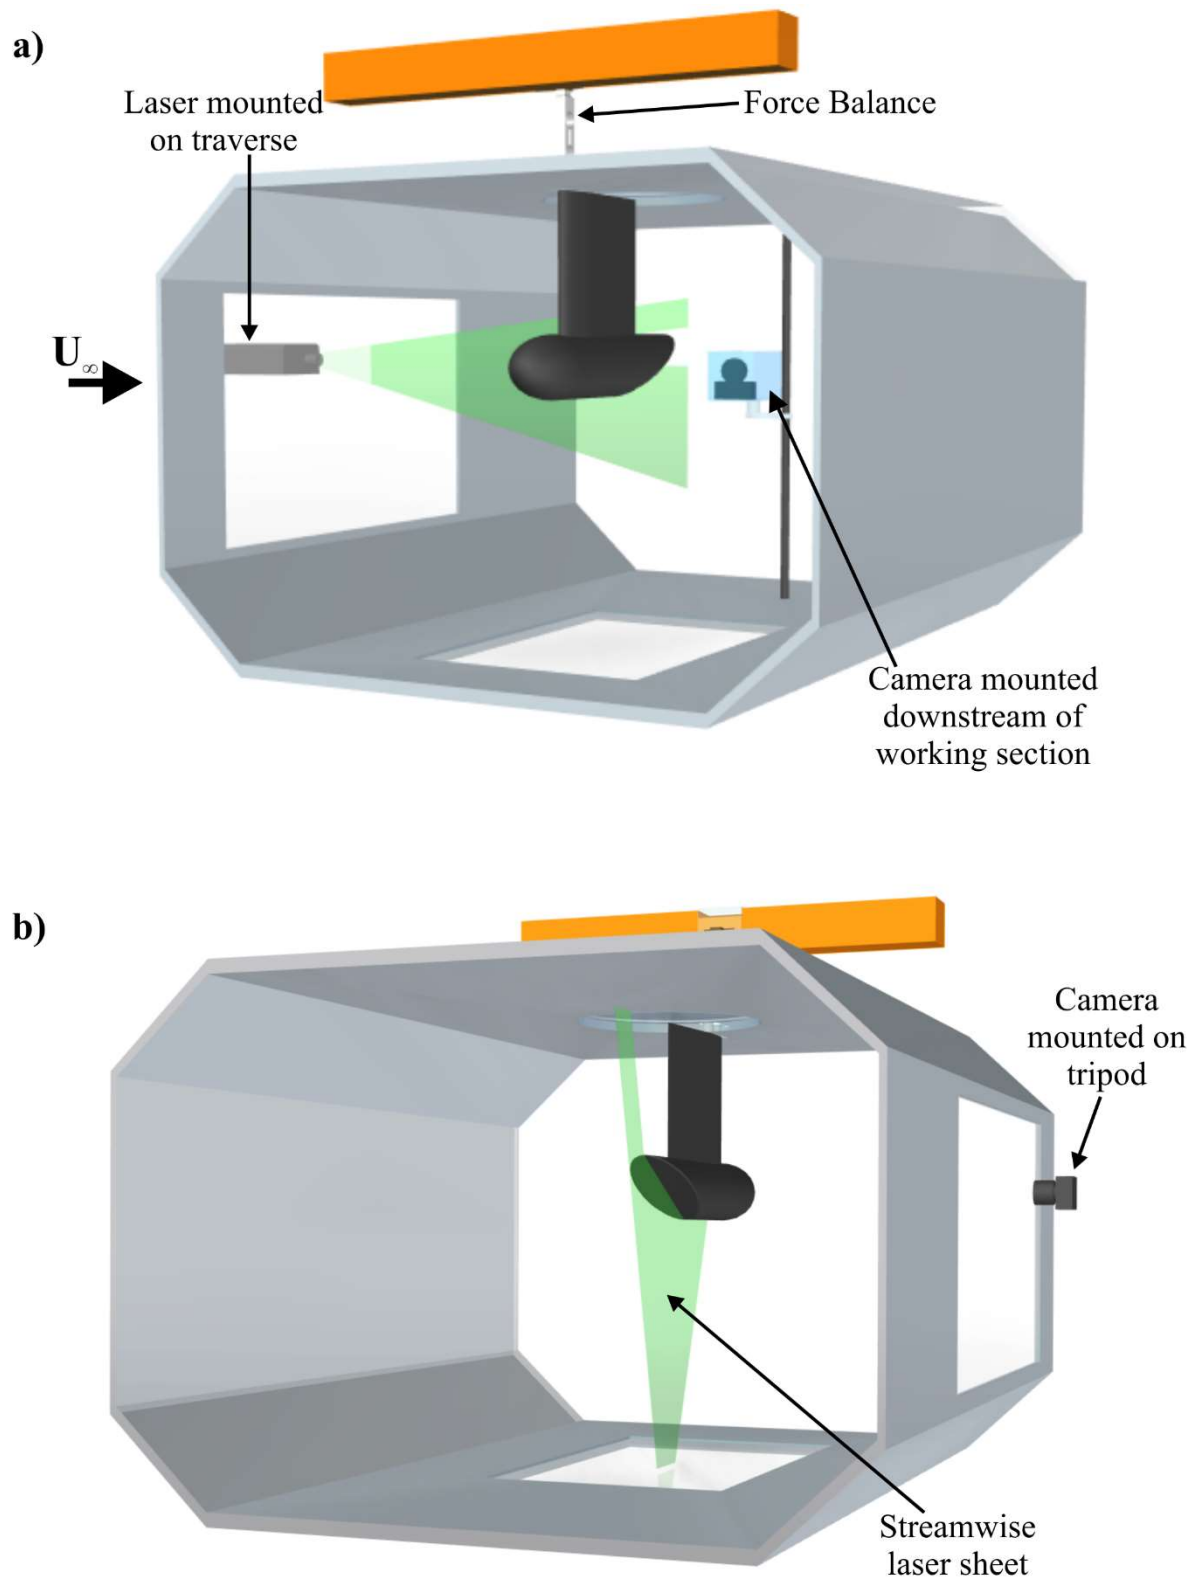 a)
Laser mounted
on traverse
Force Balance
U∞
Camera mounted
downstream of
working section
b)
Camera
mounted on
tripod
Streamwise
laser sheet